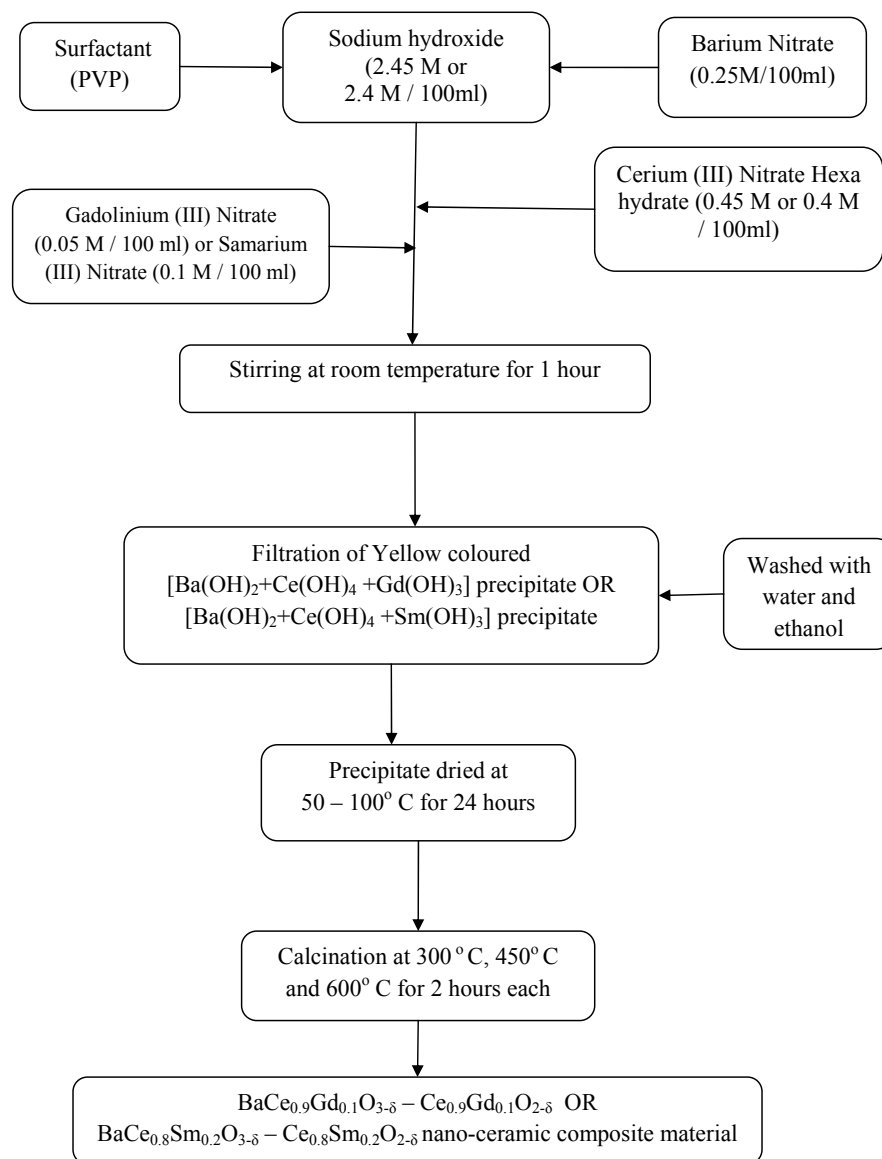 Surfactant
(PVP)
Sodium hydroxide
(2.45 M or
2.4 M / 100ml)
Barium Nitrate
(0.25M/100ml)
Cerium (III) Nitrate Hexa
hydrate (0.45 M or 0.4 M
/ 100ml)
Gadolinium (III) Nitrate
(0.05 M / 100 ml) or Samarium
(III) Nitrate (0.1 M / 100 ml)
Stirring at room temperature for 1 hour
Filtration of Yellow coloured
[Ba(OH)₂+Ce(OH)₄ +Gd(OH)₃] precipitate OR
[Ba(OH)₂+Ce(OH)₄ +Sm(OH)₃] precipitate
Washed with
water and
ethanol
Precipitate dried at
50 – 100° C for 24 hours
Calcination at 300 ° C, 450° C
and 600° C for 2 hours each
BaCe₀.₉Gd₀.₁O₃₋δ – Ce₀.₉Gd₀.₁O₂₋δ OR
BaCe₀.₈Sm₀.₂O₃₋δ – Ce₀.₈Sm₀.₂O₂₋δ nano-ceramic composite material